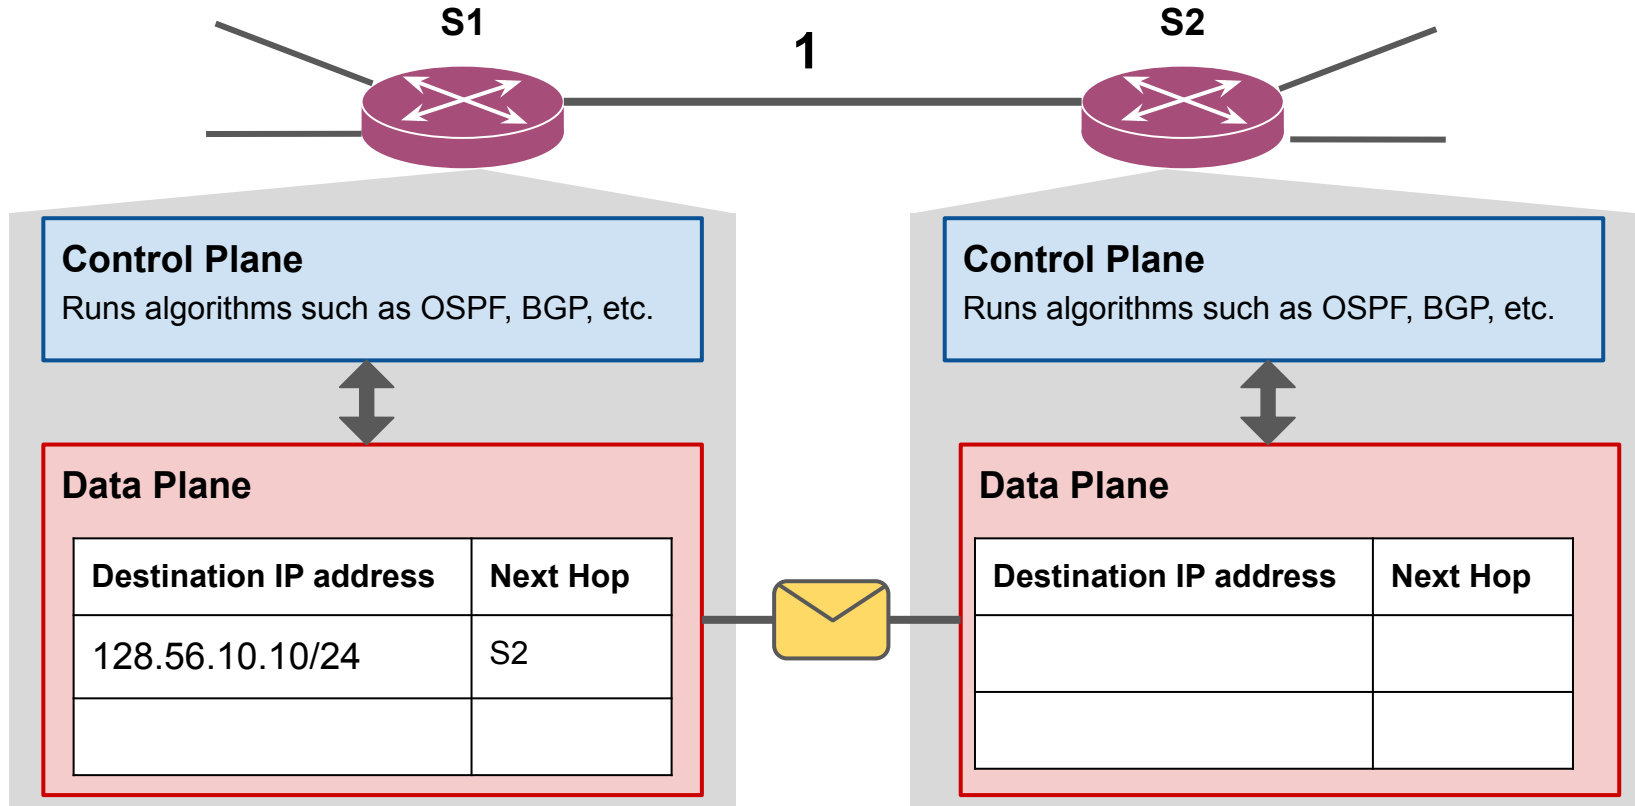 S1
1
S2
Control Plane
Runs algorithms such as OSPF, BGP, etc.
Data Plane
Destination IP address Next Hop
128.56.10.10/24 S2
Control Plane
Runs algorithms such as OSPF, BGP, etc.
Data Plane
Destination IP address Next Hop